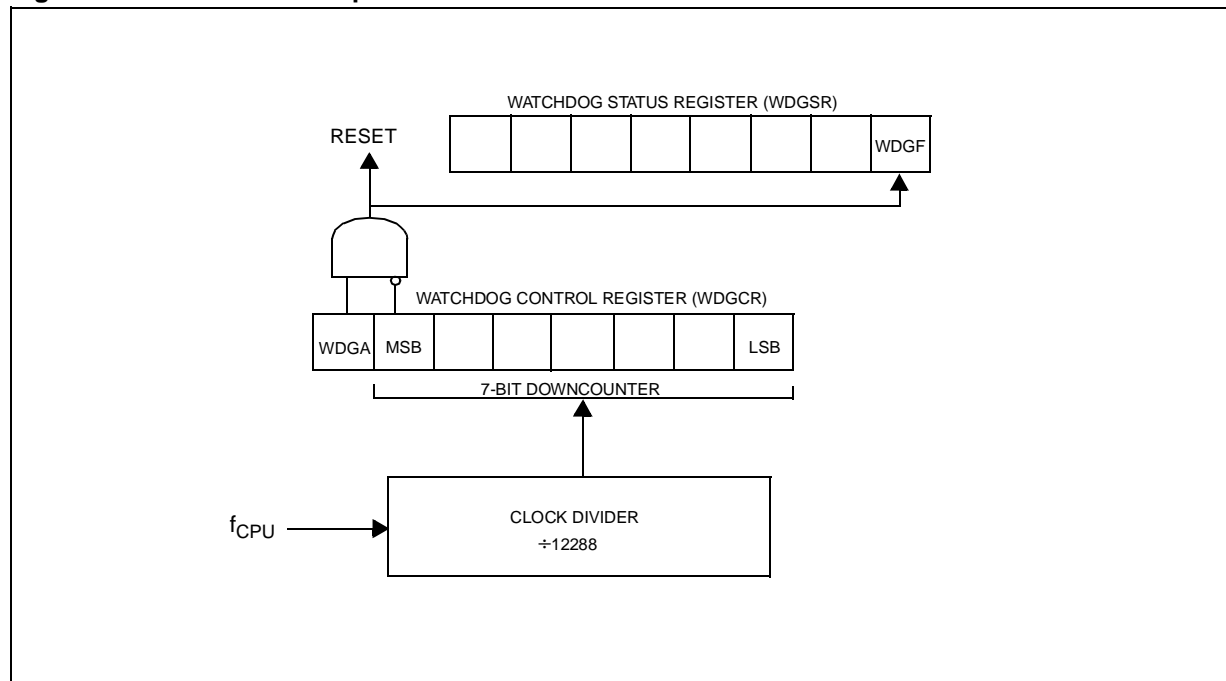 WATCHDOG STATUS REGISTER (WDGSR)
RESET
WDGF
WATCHDOG CONTROL REGISTER (WDGCR)
WDGA MSB LSB
7-BIT DOWNCOUNTER
fCPU
CLOCK DIVIDER
÷12288